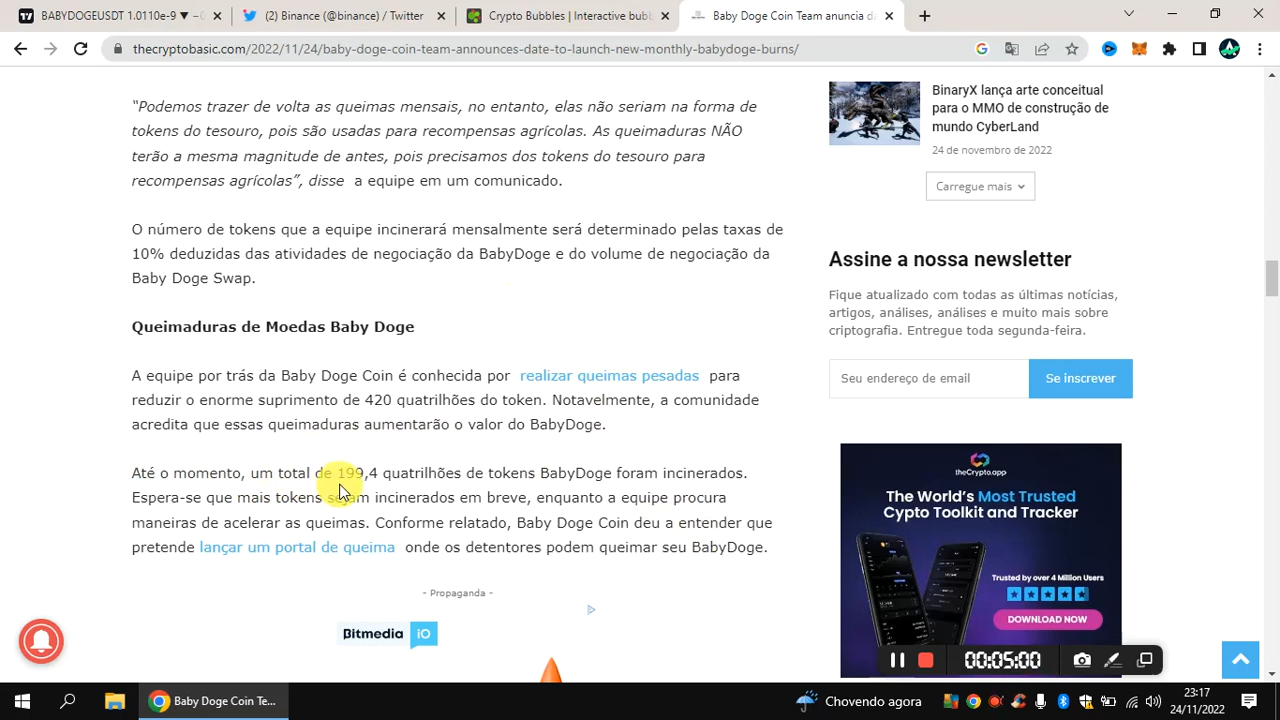 BABYDOGEUSDT 1.0110e-9 ▼ −
(2) Binance (@binance) / Twitter
Crypto Bubbles | Interactive bubb
Baby Doge Coin Team anuncia da
thecryptobasic.com/2022/11/24/baby-doge-coin-team-announces-date-to-launch-new-monthly-babydoge-burns/
“Podemos trazer de volta as queimas mensais, no entanto, elas não seriam na forma de
tokens do tesouro, pois são usadas para recompensas agrícolas. As queimaduras NÃO
terão a mesma magnitude de antes, pois precisamos dos tokens do tesouro para
recompensas agrícolas”, disse a equipe em um comunicado.
O número de tokens que a equipe incinerará mensalmente será determinado pelas taxas de
10% deduzidas das atividades de negociação da BabyDoge e do volume de negociação da
Baby Doge Swap.
Queimaduras de Moedas Baby Doge
A equipe por trás da Baby Doge Coin é conhecida por realizar queimas pesadas para
reduzir o enorme suprimento de 420 quatrilhões do token. Notavelmente, a comunidade
acredita que essas queimaduras aumentarão o valor do BabyDoge.
Até o momento, um total de 199,4 quatrilhões de tokens BabyDoge foram incinerados.
Espera-se que mais tokens sejam incinerados em breve, enquanto a equipe procura
maneiras de acelerar as queimas. Conforme relatado, Baby Doge Coin deu a entender que
pretende lançar um portal de queima onde os detentores podem queimar seu BabyDoge.
- Propaganda -
Bitmedia iO
BinaryX lança arte conceitual
para o MMO de construção de
mundo CyberLand
24 de novembro de 2022
Carregue mais
Assine a nossa newsletter
Fique atualizado com todas as últimas notícias,
artigos, análises, análises e muito mais sobre
criptografia. Entregue toda segunda-feira.
Seu endereço de email
Se inscrever
theCrypto.app
The World's Most Trusted
Cypto Toolkit and Tracker
Trusted by over 4 Million Users
DOWNLOAD NOW
00:05:00
Baby Doge Coin Te...
Chovendo agora
23:17
24/11/2022